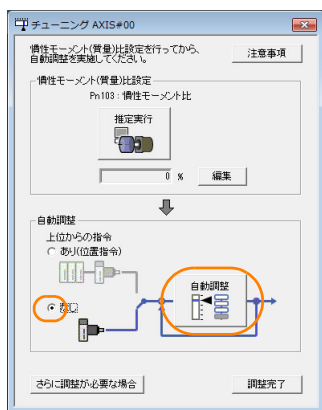 チューニング AXIS#00
慣性モーメント(質量)比設定を行ってから、
自動調整を実施してください。
注意事項
慣性モーメント(質量)比設定
Pn103 : 慣性モーメント比
推定実行
0 %
編集
自動調整
上位からの指令
あり(位置指令)
なし
自動調整
さらに調整が必要な場合
調整完了